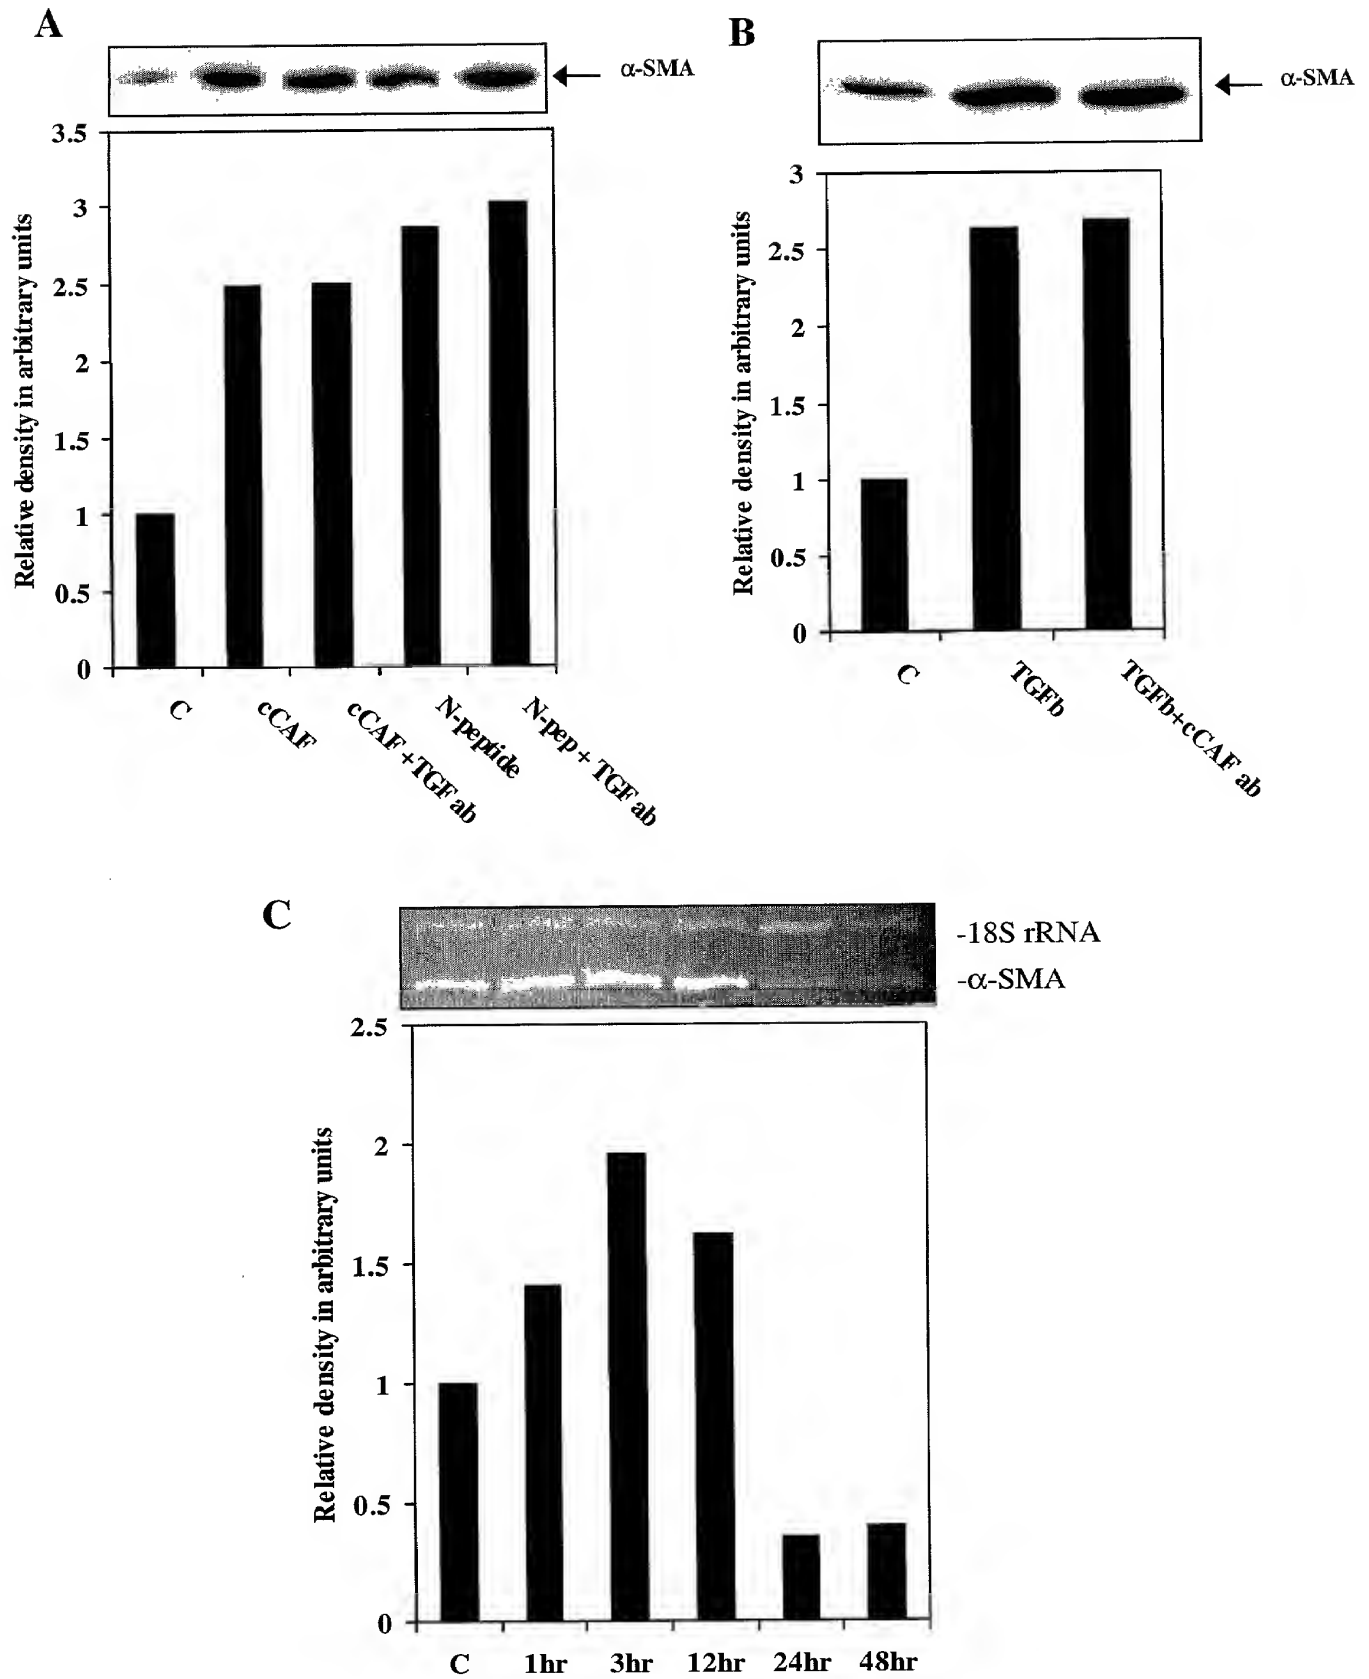 A
α-SMA
3.5
3
2.5
2
1.5
1
0.5
0
Relative density in arbitrary units
C
cCAF
cCAF+TGF ab
N-peptide
N-pep + TGF ab
B
α-SMA
3
2.5
2
1.5
1
0.5
0
Relative density in arbitrary units
C
TGFb
TGFb+cCAF ab
C
-18S rRNA
-α-SMA
2.5
2
1.5
1
0.5
0
Relative density in arbitrary units
C 1hr 3hr 12hr 24hr 48hr